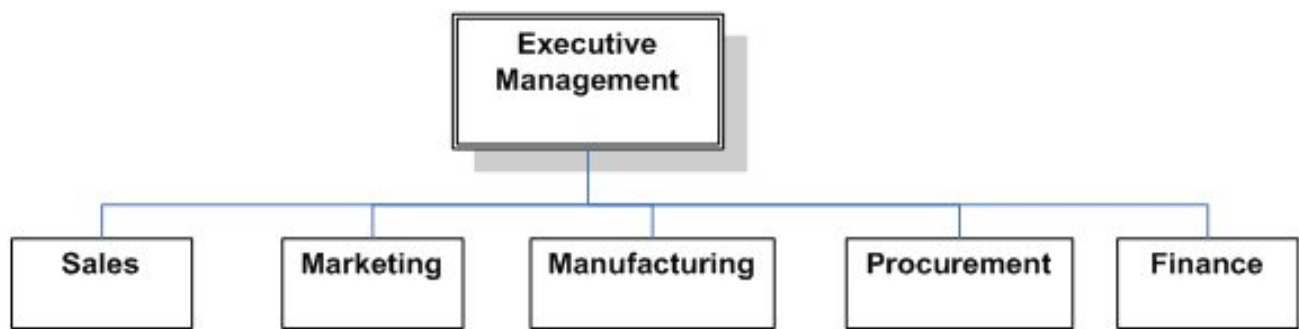 Executive
Management
Sales
Marketing
Manufacturing
Procurement
Finance